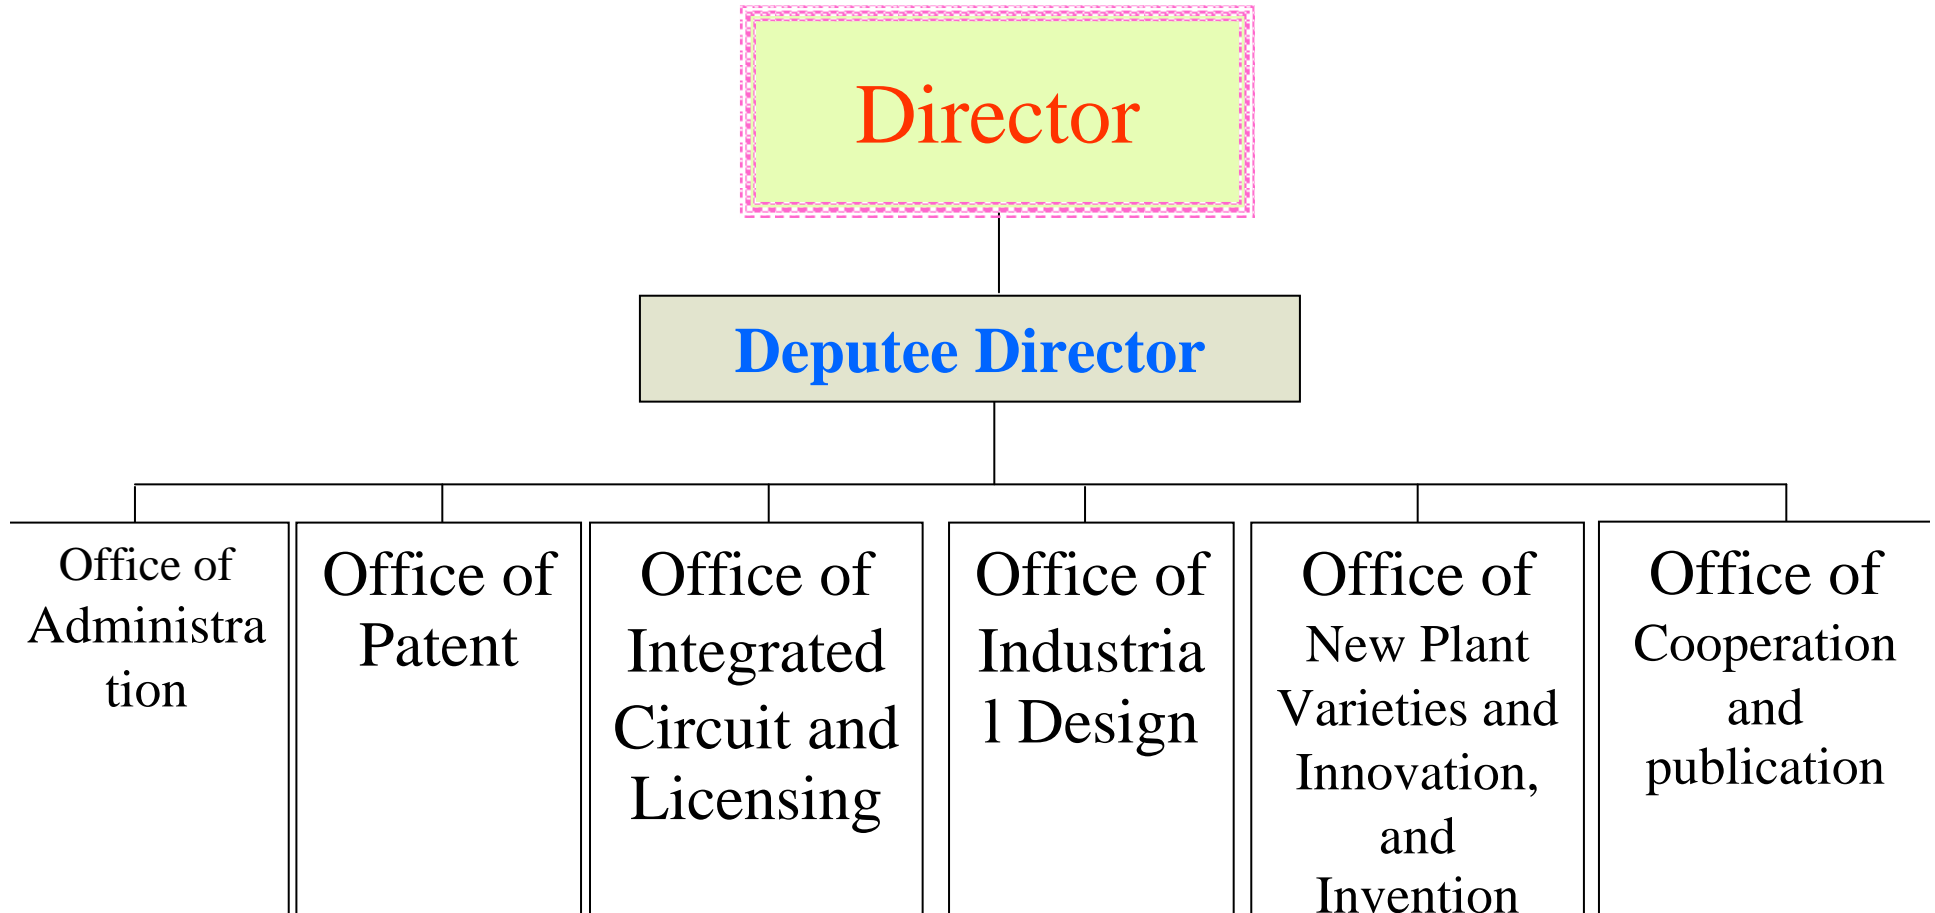 Director
Deputee Director
Office of
Administra
tion
Office of
Patent
Office of
Integrated
Circuit and
Licensing
Office of
Industria
l Design
Office of
New Plant
Varieties and
Innovation,
and
Invention
Office of
Cooperation
and
publication